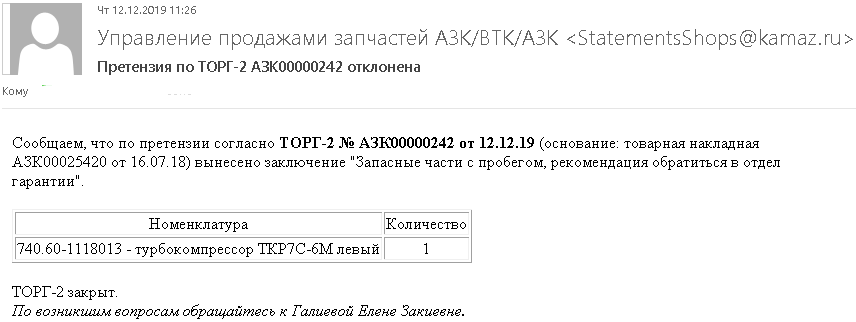 Чт 12.12.2019 11:26
Управление продажами запчастей АЗК/ВТК/АЗК <StatementsShops@kamaz.ru>
Претензия по ТОРГ-2 АЗК00000242 отклонена
Кому
Сообщаем, что по претензии согласно ТОРГ-2 № АЗК00000242 от 12.12.19 (основание: товарная накладная
АЗК00025420 от 16.07.18) вынесено заключение "Запасные части с пробегом, рекомендация обратиться в отдел
гарантии".
Номенклатура Количество
740.60-1118013 - турбокомпрессор ТКР7С-6М левый 1
ТОРГ-2 закрыт.
По возникшим вопросам обращайтесь к Галиевой Елене Закиевне.